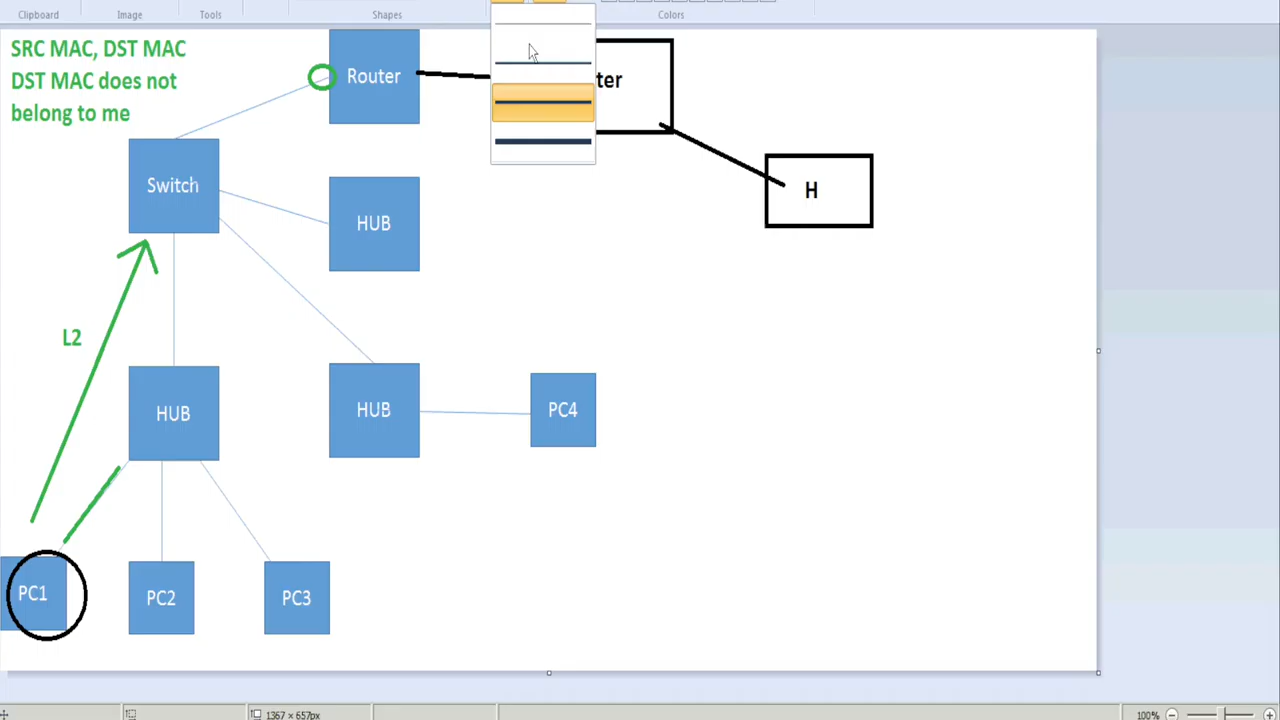 Clipboard
Image
Tools
Shapes
Colors
SRC MAC, DST MAC
DST MAC does not
belong to me
Router
ter
Switch
HUB
H
L2
HUB
HUB
PC4
PC1
PC2
PC3
1367 × 657px
100%